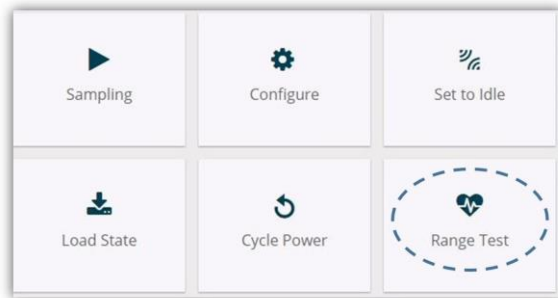 Sampling
Configure
Set to Idle
Load State
Cycle Power
Range Test